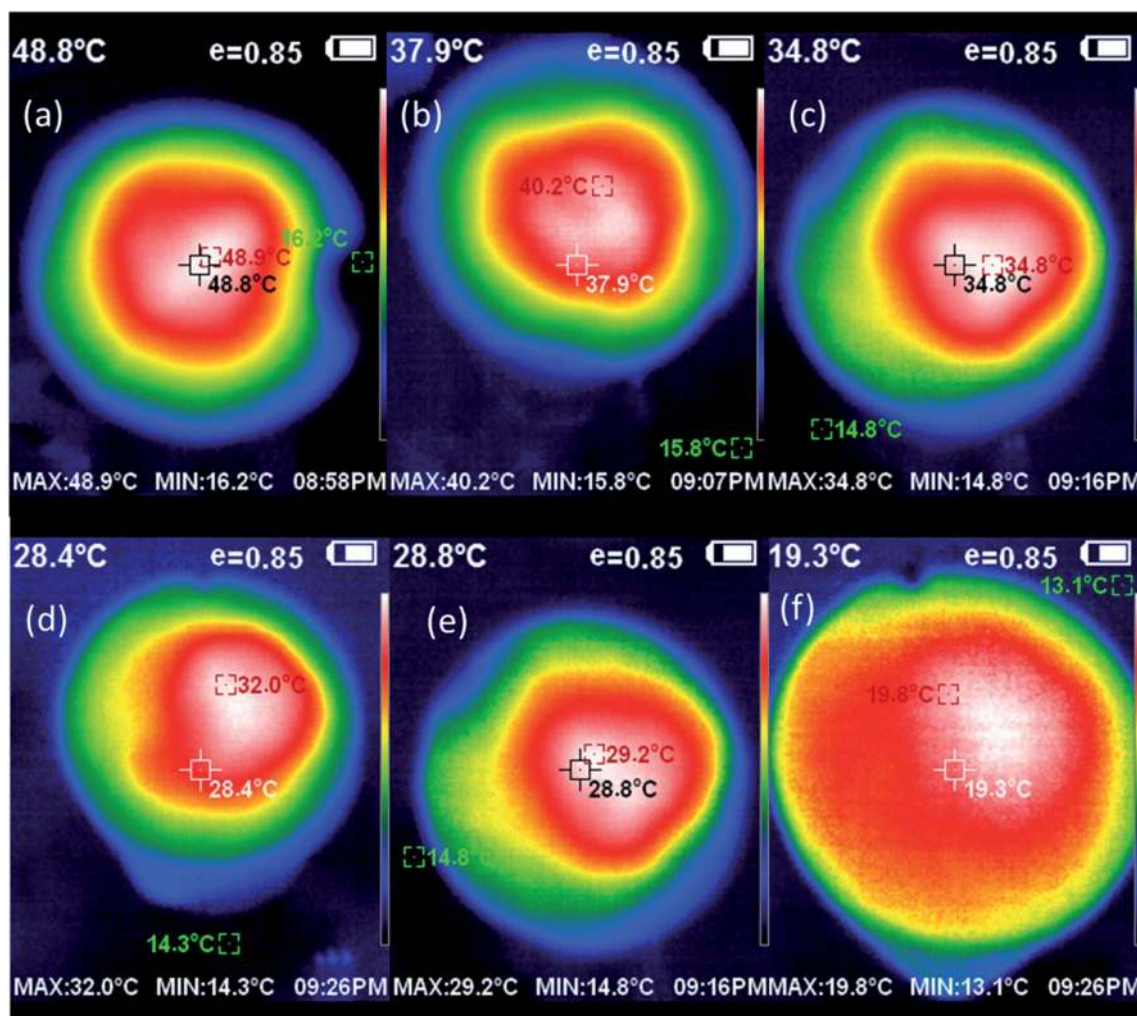 48.8°C e=0.85
(a)
16.2°C
48.9°C
48.8°C
MAX:48.9°C MIN:16.2°C 08:58PM
37.9°C e=0.85
(b)
40.2°C
37.9°C
15.8°C
MAX:40.2°C MIN:15.8°C 09:07PM
34.8°C e=0.85
(c)
34.8°C
34.8°C
14.8°C
MAX:34.8°C MIN:14.8°C 09:16PM
28.4°C e=0.85
(d)
32.0°C
28.4°C
14.3°C
MAX:32.0°C MIN:14.3°C 09:26PM
28.8°C e=0.85
(e)
29.2°C
28.8°C
14.8°C
MAX:29.2°C MIN:14.8°C 09:16PM
19.3°C e=0.85
13.1°C
(f)
19.8°C
19.3°C
MAX:19.8°C MIN:13.1°C 09:26PM